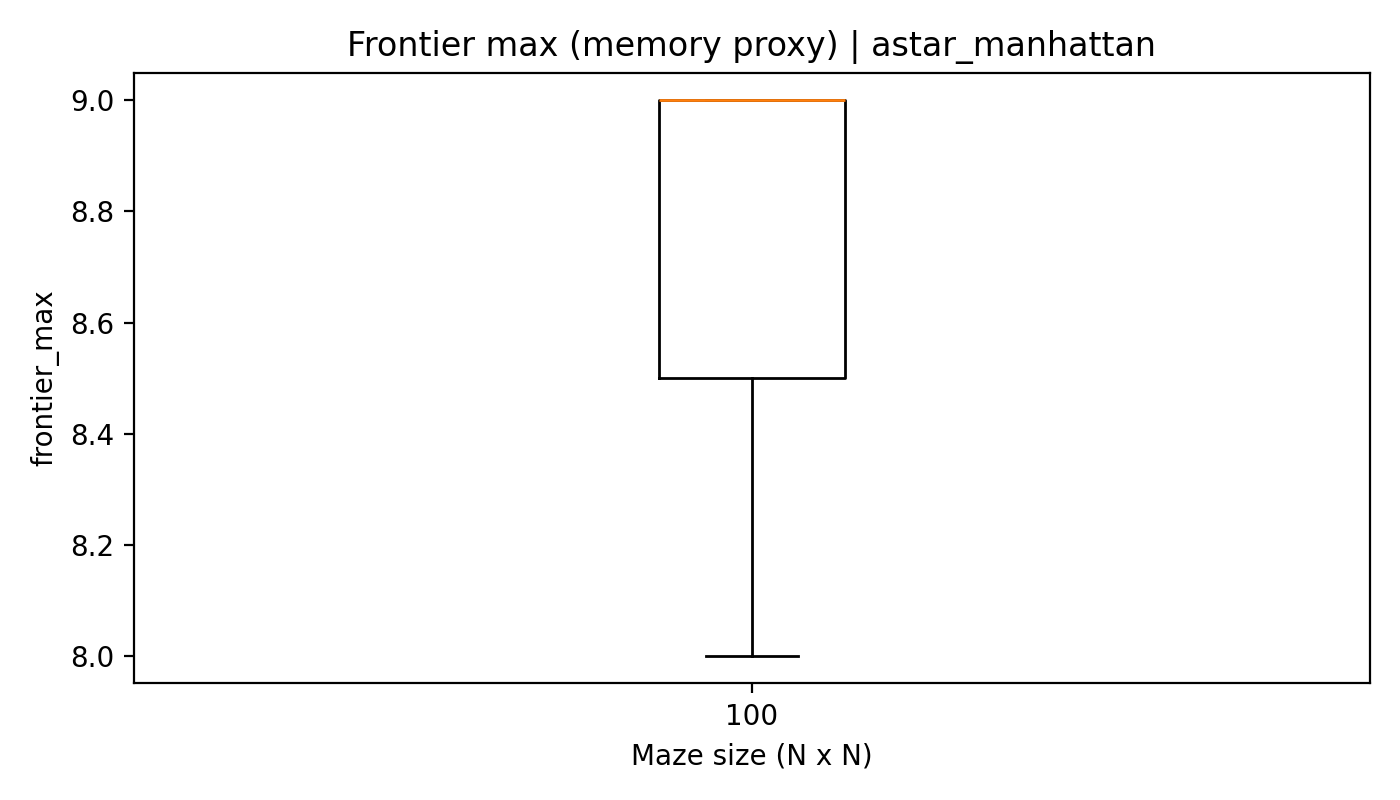 Frontier max (memory proxy) | astar_manhattan
frontier_max
9.0
8.8
8.6
8.4
8.2
8.0
100
Maze size (N x N)